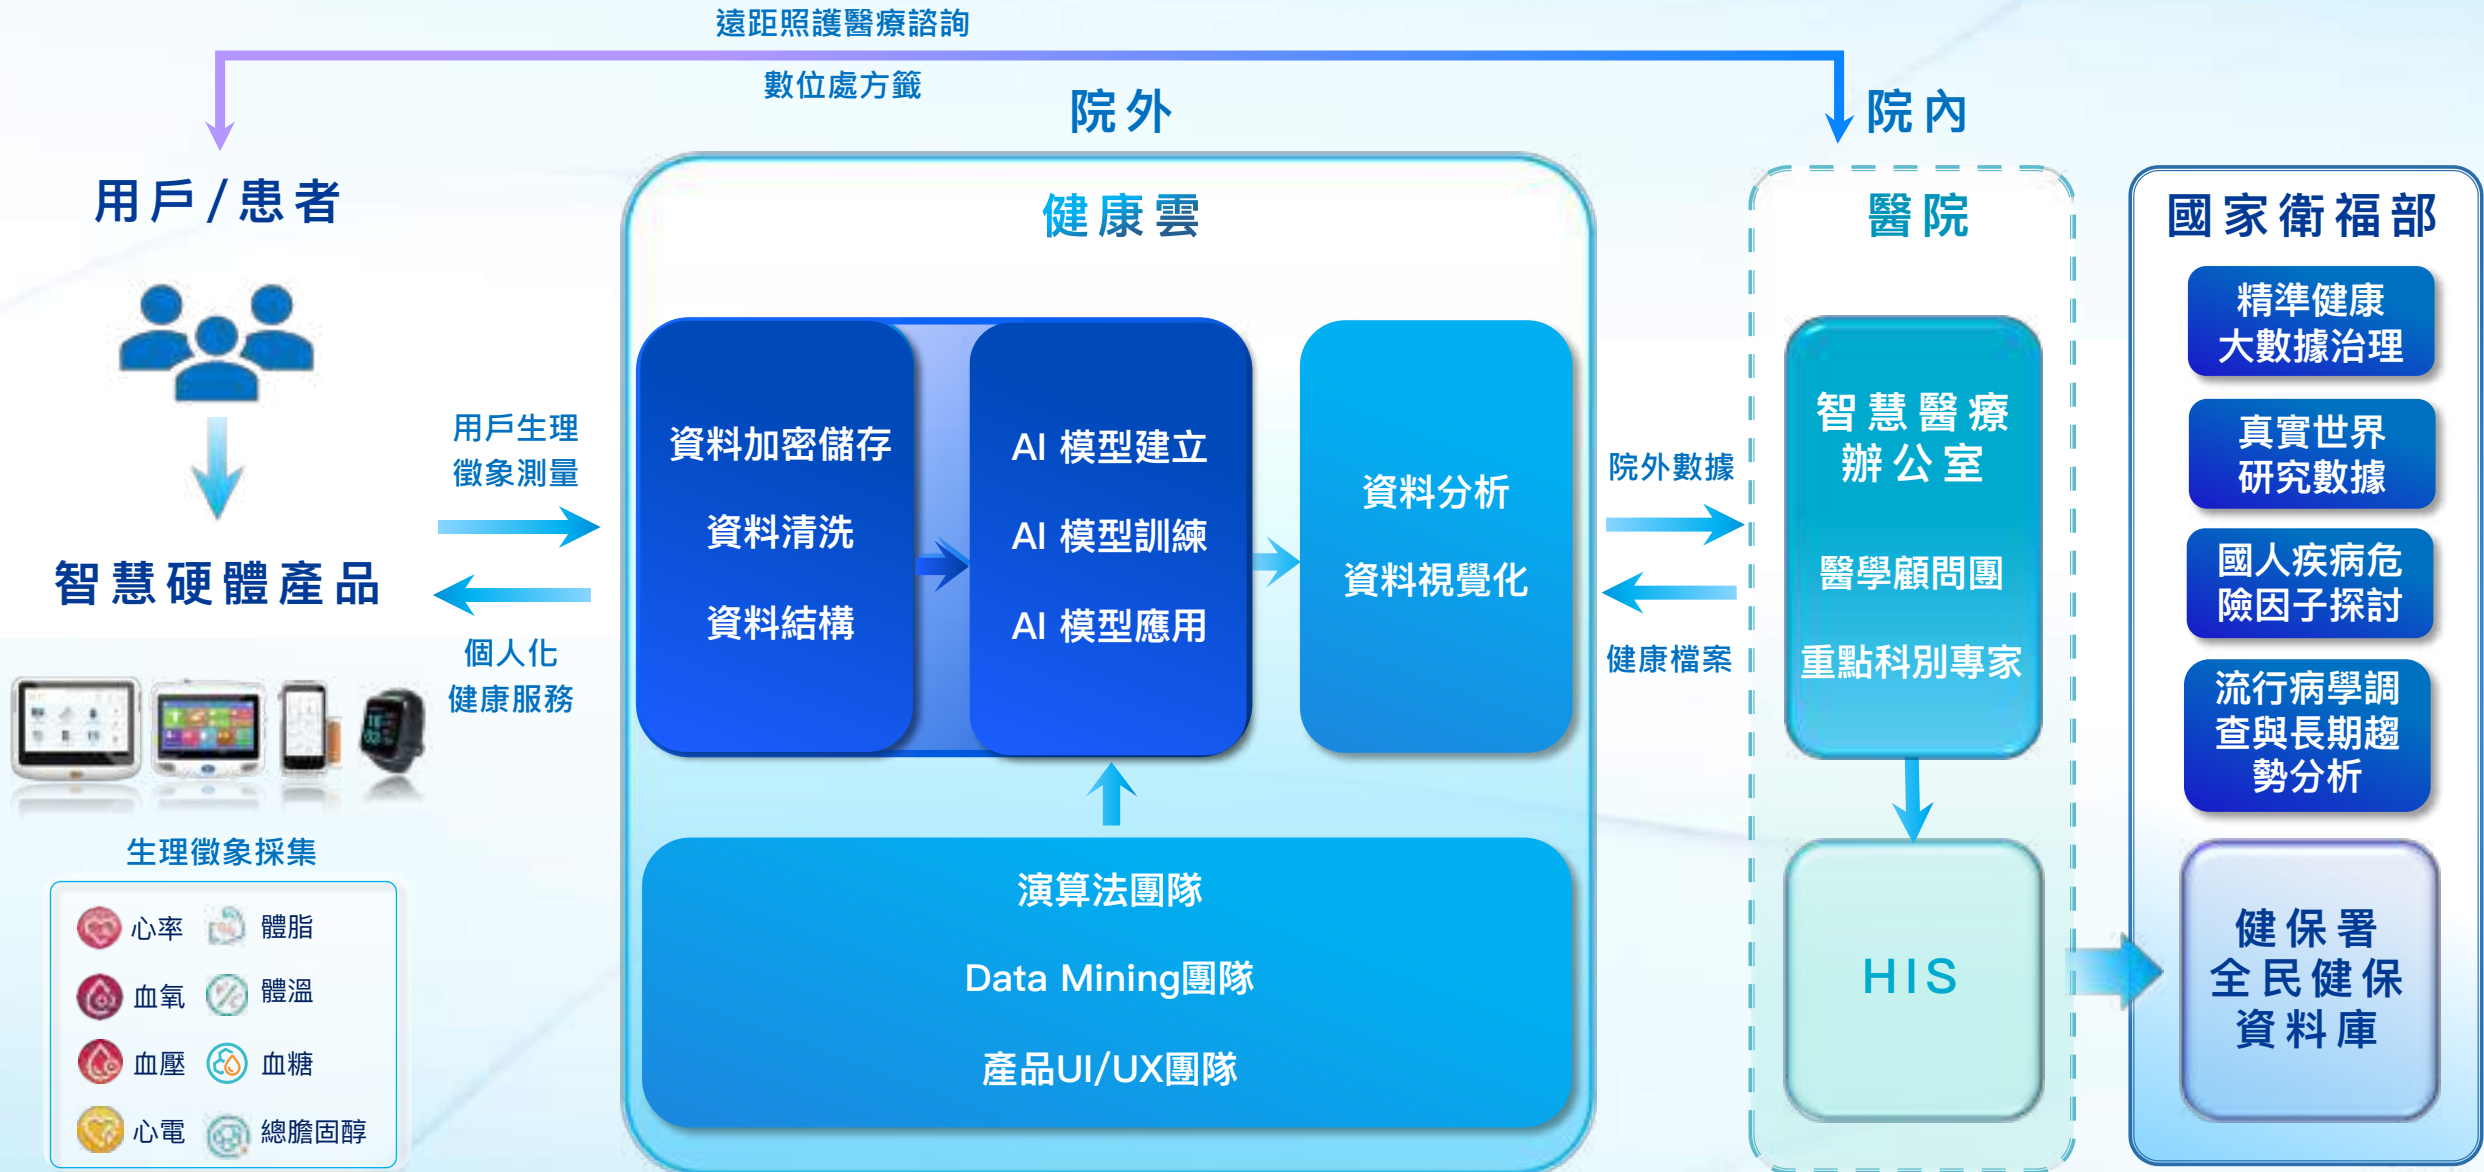 遠距照護醫療諮詢
數位處方籤
院外
院內
用戶/患者
智慧硬體產品
生理徵象採集
心率
體脂
血氧
體溫
血壓
血糖
心電
總膽固醇
用戶生理
徵象測量
個人化
健康服務
健康雲
資料加密儲存
資料清洗
資料結構
AI 模型建立
AI 模型訓練
AI 模型應用
資料分析
資料視覺化
演算法團隊
Data Mining團隊
產品UI/UX團隊
院外數據
健康檔案
醫院
智慧醫療
辦公室
醫學顧問團
重點科別專家
HIS
國家衛福部
精準健康
大數據治理
真實世界
研究數據
國人疾病危
險因子探討
流行病學調
查與長期趨
勢分析
健保署
全民健保
資料庫